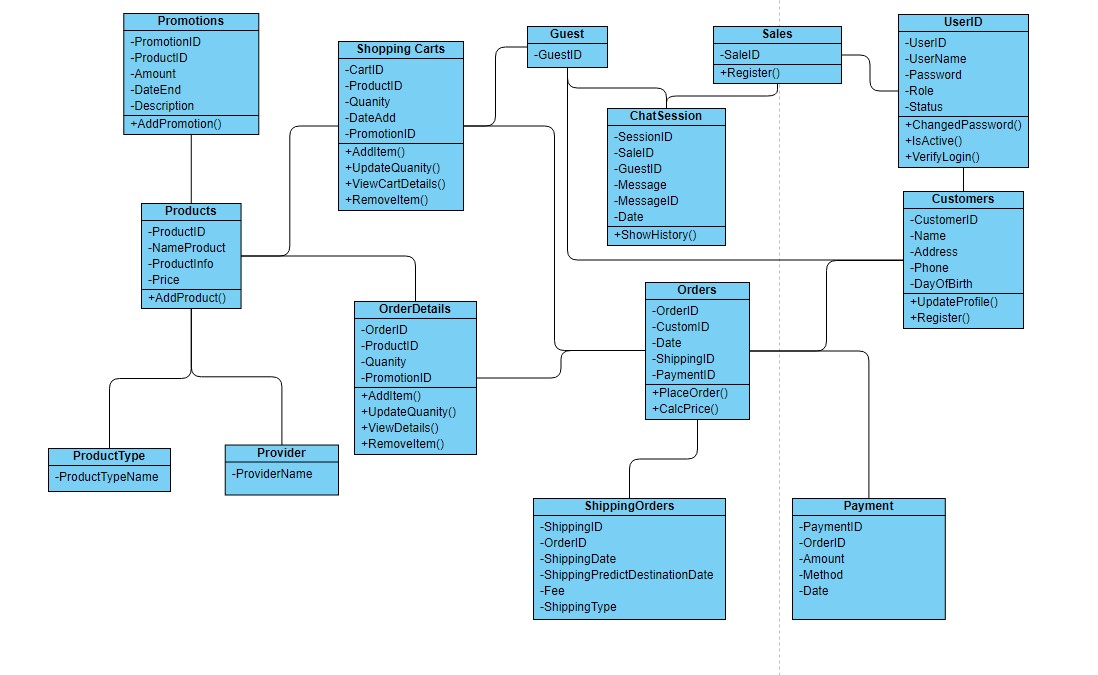 Promotions
-PromotionID
-ProductID
-Amount
-DateEnd
-Description
+AddPromotion()
Shopping Carts
-CartID
-ProductID
-Quanity
-DateAdd
-PromotionID
+AddItem()
+UpdateQuanity()
+ViewCartDetails()
+RemoveItem()
Guest
-GuestID
Sales
-SaleID
+Register()
UserID
-UserID
-UserName
-Password
-Role
-Status
+ChangedPassword()
+IsActive()
+VerifyLogin()
ChatSession
-SessionID
-SaleID
-GuestID
-Message
-MessageID
-Date
+ShowHistory()
Customers
-CustomerID
-Name
-Address
-Phone
-DayOfBirth
+UpdateProfile()
+Register()
Products
-ProductID
-NameProduct
-ProductInfo
-Price
+AddProduct()
OrderDetails
-OrderID
-ProductID
-Quanity
-PromotionID
+AddItem()
+UpdateQuanity()
+ViewDetails()
+RemoveItem()
Orders
-OrderID
-CustomID
-Date
-ShippingID
-PaymentID
+PlaceOrder()
+CalcPrice()
ProductType
-ProductTypeName
Provider
-ProviderName
ShippingOrders
-ShippingID
-OrderID
-ShippingDate
-ShippingPredictDestinationDate
-Fee
-ShippingType
Payment
-PaymentID
-OrderID
-Amount
-Method
-Date